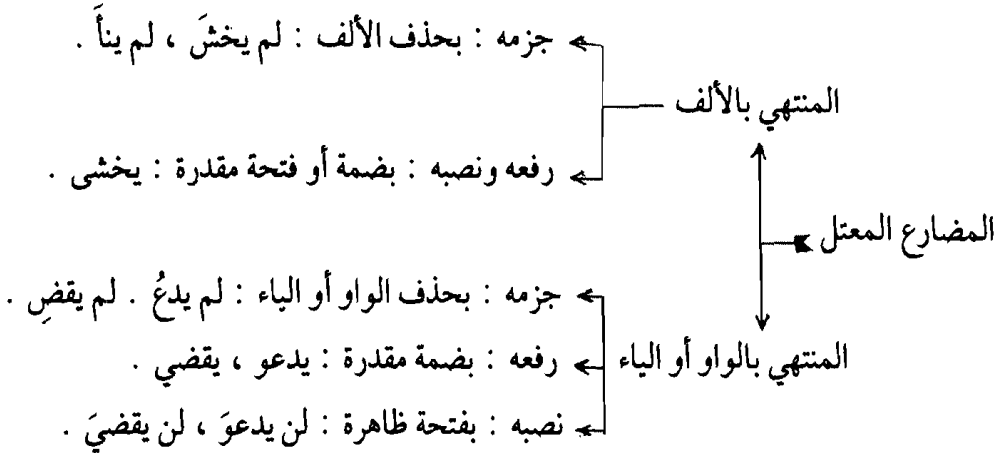 جزمه : بحذف الألف : لم يخشَ ، لم ينأَ .
المنتهي بالألف
رفعه ونصبه : بضمة أو فتحة مقدرة : يخشى .
المضارع المعتل
جزمه : بحذف الواو أو الياء : لم يدعُ . لم يقضِ .
المنتهي بالواو أو الياء
رفعه : بضمة مقدرة : يدعو ، يقضي .
نصبه : بفتحة ظاهرة : لن يدعوَ ، لن يقضيَ .